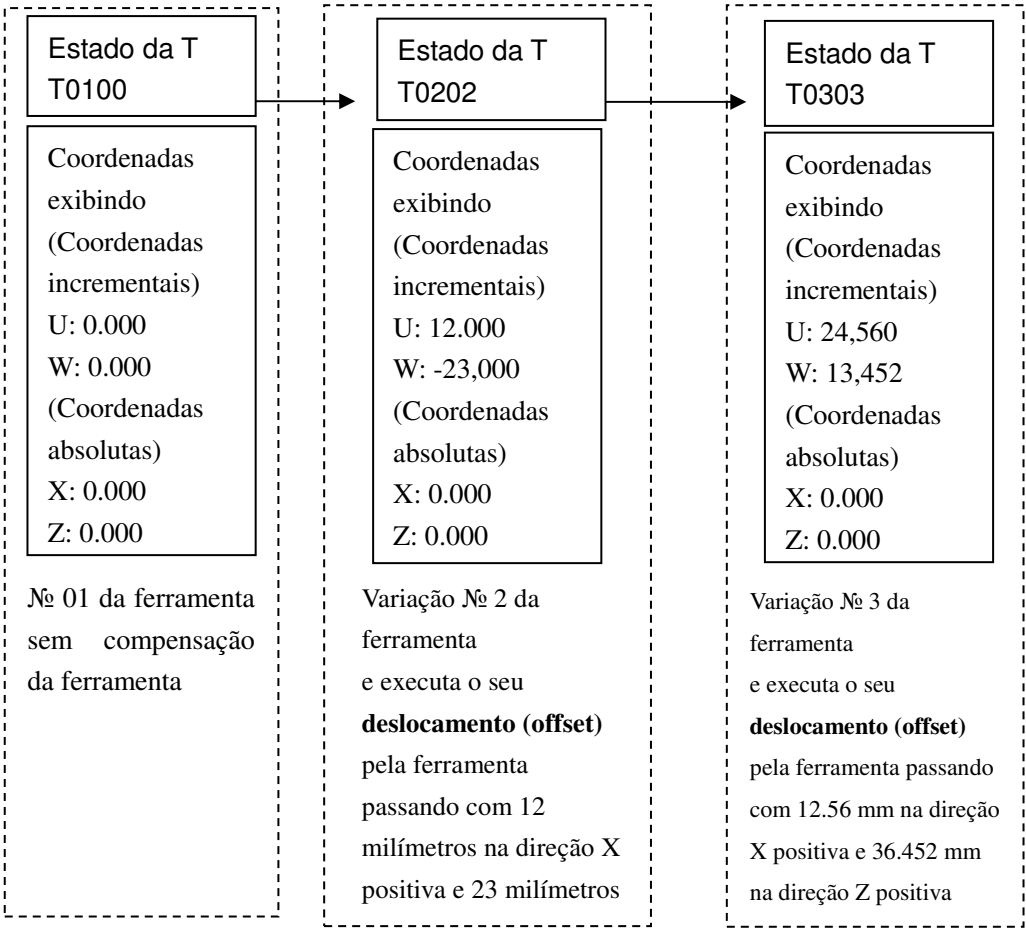 Estado da T
T0100
Coordenadas
exibindo
(Coordenadas
incrementais)
U: 0.000
W: 0.000
(Coordenadas
absolutas)
X: 0.000
Z: 0.000
№ 01 da ferramenta
sem compensação
da ferramenta
Estado da T
T0202
Coordenadas
exibindo
(Coordenadas
incrementais)
U: 12.000
W: -23,000
(Coordenadas
absolutas)
X: 0.000
Z: 0.000
Variação № 2 da
ferramenta
e executa o seu
deslocamento (offset)
pela ferramenta
passando com 12
milímetros na direção X
positiva e 23 milímetros
Estado da T
T0303
Coordenadas
exibindo
(Coordenadas
incrementais)
U: 24,560
W: 13,452
(Coordenadas
absolutas)
X: 0.000
Z: 0.000
Variação № 3 da
ferramenta
e executa o seu
deslocamento (offset)
pela ferramenta passando
com 12.56 mm na direção
X positiva e 36.452 mm
na direção Z positiva